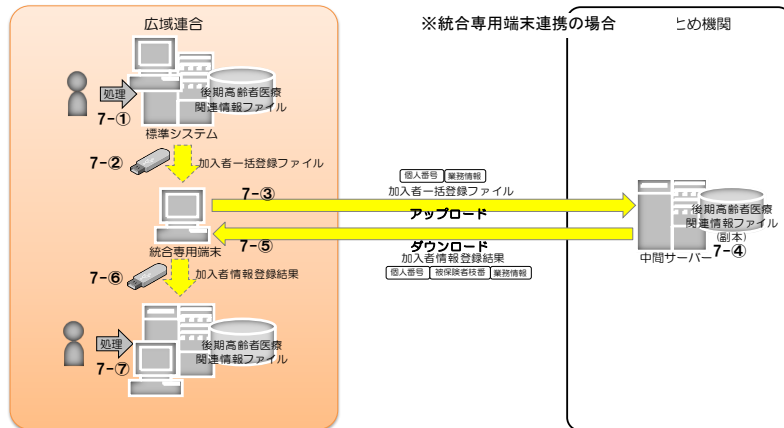 広域連合
※統合専用端末連携の場合
とめ機関
処理
7-①
後期高齢者医療
関連情報ファイル
標準システム
7-②
加入者一括登録ファイル
7-③
個人番号 業務情報
加入者一括登録ファイル
アップロード
統合専用端末
7-⑤
ダウンロード
加入者情報登録結果
個人番号 被保険者枝番 業務情報
後期高齢者医療
関連情報ファイル
(副本)
7-④
中間サーバー
7-⑥
加入者情報登録結果
処理
7-⑦
後期高齢者医療
関連情報ファイル